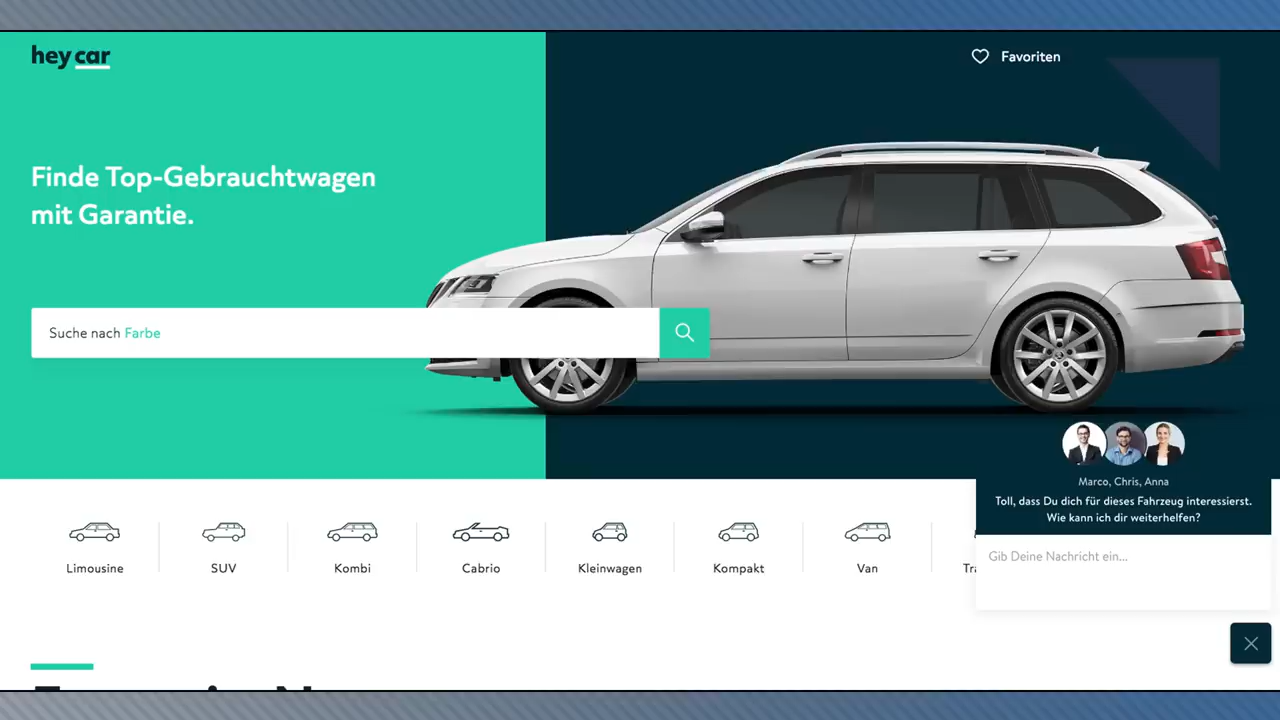 hey car
Favoriten
Finde Top-Gebrauchtwagen
mit Garantie.
Suche nach Farbe
Marco, Chris, Anna
Toll, dass Du dich für dieses Fahrzeug interessierst.
Wie kann ich dir weiterhelfen?
Gib Deine Nachricht ein...
Limousine
SUV
Kombi
Cabrio
Kleinwagen
Kompakt
Van